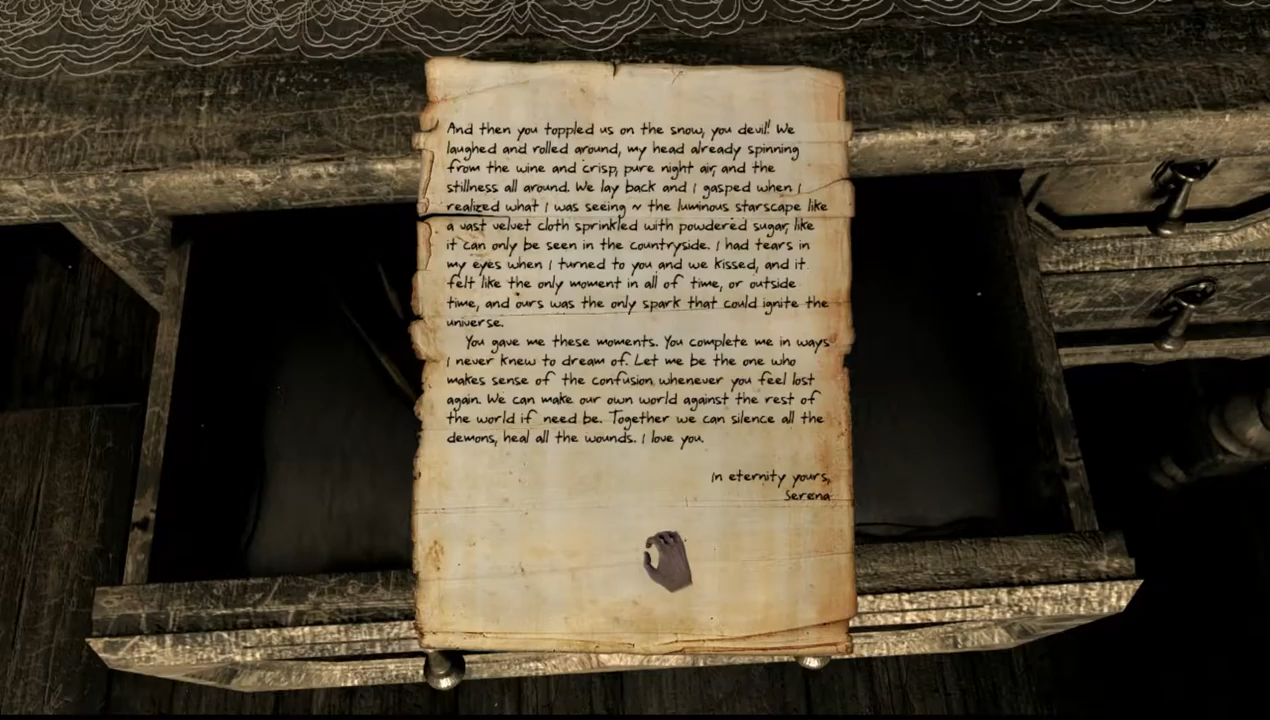 And then you toppled us on the snow, you devil! We
laughed and rolled around, my head already spinning
from the wine and crisp, pure night air, and the
stillness all around. We lay back and I gasped when I
realized what I was seeing ~ the luminous starscape like
a vast velvet cloth sprinkled with powdered sugar, like
it can only be seen in the countryside. I had tears in
my eyes when I turned to you and we kissed, and it
felt like the only moment in all of time, or outside
time, and ours was the only spark that could ignite the
universe.
You gave me these moments. You complete me in ways
I never knew to dream of. Let me be the one who
makes sense of the confusion whenever you feel lost
again. We can make our own world against the rest of
the world if need be. Together we can silence all the
demons, heal all the wounds. I love you.
In eternity yours,
Serena